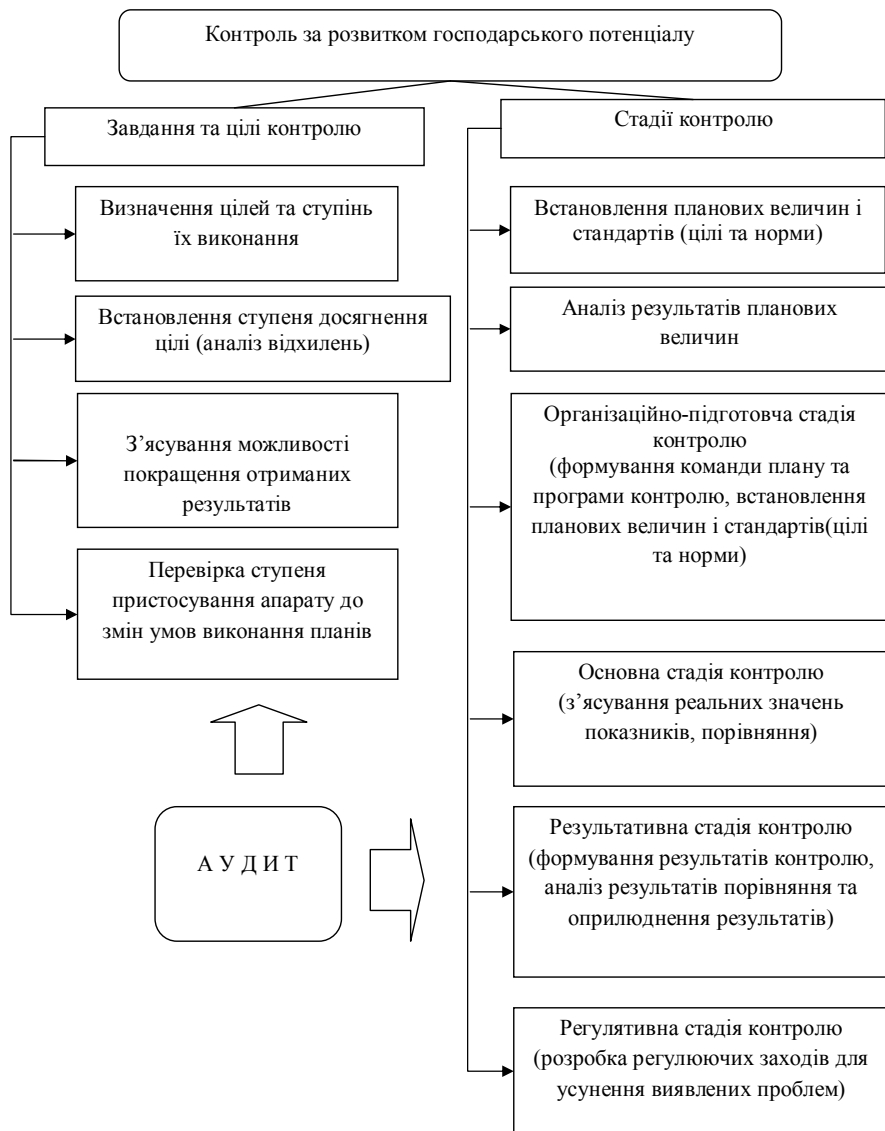 Контроль за розвитком господарського потенціалу
Завдання та цілі контролю
Визначення цілей та ступінь
їх виконання
Встановлення ступеня досягнення
цілі (аналіз відхилень)
З’ясування можливості
покращення отриманих
результатів
Перевірка ступеня
пристосування апарату до
змін умов виконання планів
А У Д И Т
Стадії контролю
Встановлення планових величин і
стандартів (цілі та норми)
Аналіз результатів планових
величин
Організаційно-підготовча стадія
контролю
(формування команди плану та
програми контролю, встановлення
планових величин і стандартів(цілі
та норми)
Основна стадія контролю
(з’ясування реальних значень
показників, порівняння)
Результативна стадія контролю
(формування результатів контролю,
аналіз результатів порівняння та
оприлюднення результатів)
Регулятивна стадія контролю
(розробка регулюючих заходів для
усунення виявлених проблем)